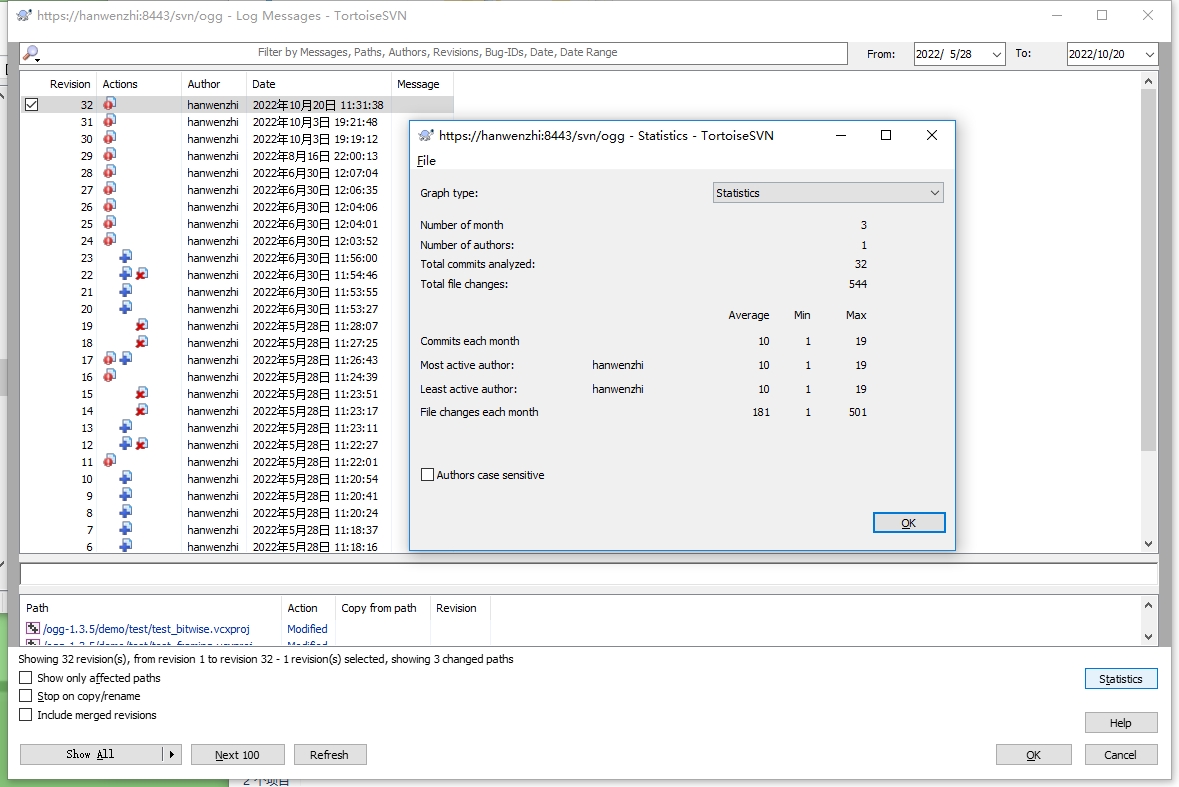 https://hanwenzhi:8443/svn/ogg - Log Messages - TortoiseSVN
Filter by Messages, Paths, Authors, Revisions, Bug-IDs, Date, Date Range
From: 2022/ 5/28 To: 2022/10/20
Revision Actions Author Date Message
32 hanwenzhi 2022年10月20日 11:31:38
31 hanwenzhi 2022年10月3日 19:21:48
30 hanwenzhi 2022年10月3日 19:19:12
29 hanwenzhi 2022年8月16日 22:00:13
28 hanwenzhi 2022年6月30日 12:07:04
27 hanwenzhi 2022年6月30日 12:06:35
26 hanwenzhi 2022年6月30日 12:04:06
25 hanwenzhi 2022年6月30日 12:04:01
24 hanwenzhi 2022年6月30日 12:03:52
23 hanwenzhi 2022年6月30日 11:56:00
22 hanwenzhi 2022年6月30日 11:54:46
21 hanwenzhi 2022年6月30日 11:53:55
20 hanwenzhi 2022年6月30日 11:53:27
19 hanwenzhi 2022年5月28日 11:28:07
18 hanwenzhi 2022年5月28日 11:27:25
17 hanwenzhi 2022年5月28日 11:26:43
16 hanwenzhi 2022年5月28日 11:24:39
15 hanwenzhi 2022年5月28日 11:23:51
14 hanwenzhi 2022年5月28日 11:23:17
13 hanwenzhi 2022年5月28日 11:23:11
12 hanwenzhi 2022年5月28日 11:22:27
11 hanwenzhi 2022年5月28日 11:22:01
10 hanwenzhi 2022年5月28日 11:20:54
9 hanwenzhi 2022年5月28日 11:20:41
8 hanwenzhi 2022年5月28日 11:20:24
7 hanwenzhi 2022年5月28日 11:18:37
6 hanwenzhi 2022年5月28日 11:18:16
https://hanwenzhi:8443/svn/ogg - Statistics - TortoiseSVN
File
Graph type: Statistics
Number of month 3
Number of authors: 1
Total commits analyzed: 32
Total file changes: 544
Average Min Max
Commits each month 10 1 19
Most active author: hanwenzhi 10 1 19
Least active author: hanwenzhi 10 1 19
File changes each month 181 1 501
Authors case sensitive
OK
Path Action Copy from path Revision
/ogg-1.3.5/demo/test/test_bitwise.vcxproj Modified
/ogg-1.3.5/demo/test/test_framing.vcxproj Modified
Showing 32 revision(s), from revision 1 to revision 32 - 1 revision(s) selected, showing 3 changed paths
Show only affected paths
Statistics
Stop on copy/rename
Include merged revisions
Help
Show All Next 100 Refresh OK Cancel
2 个项目